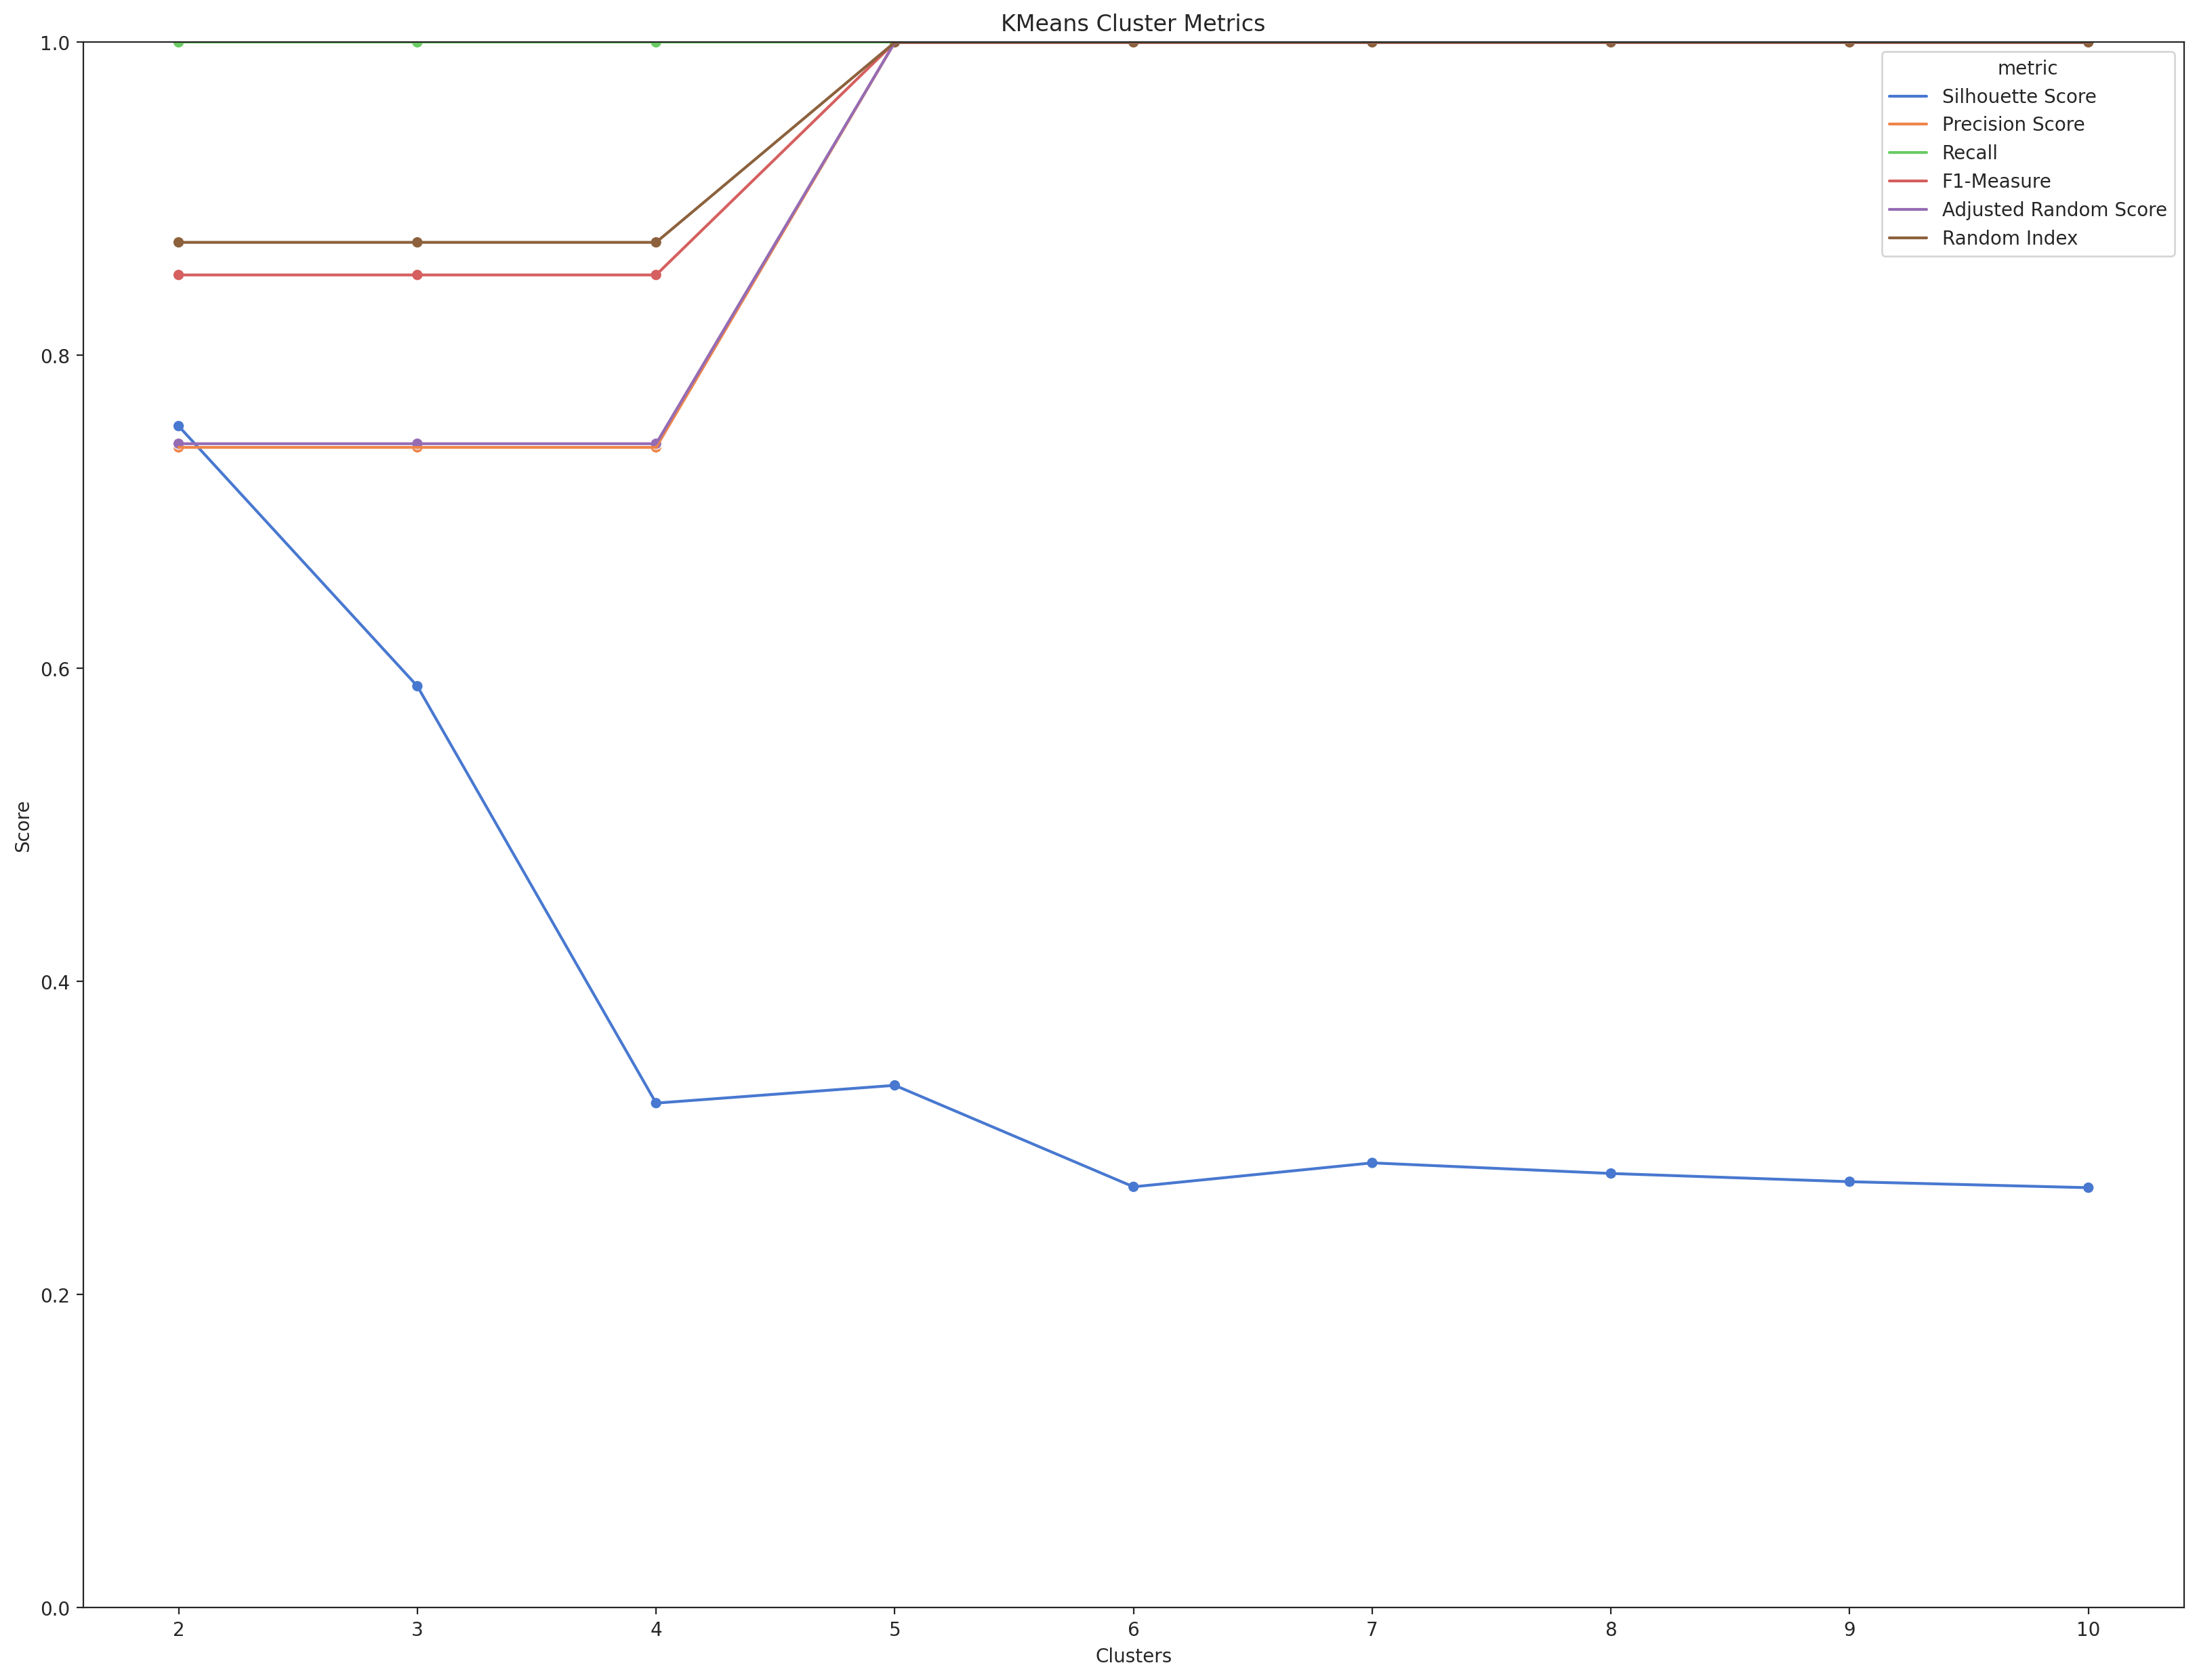 KMeans Cluster Metrics
1.0
0.8
0.6
0.4
0.2
0.0
Score
metric
Silhouette Score
Precision Score
Recall
F1-Measure
Adjusted Random Score
Random Index
2 3 4 5 6 7 8 9 10
Clusters